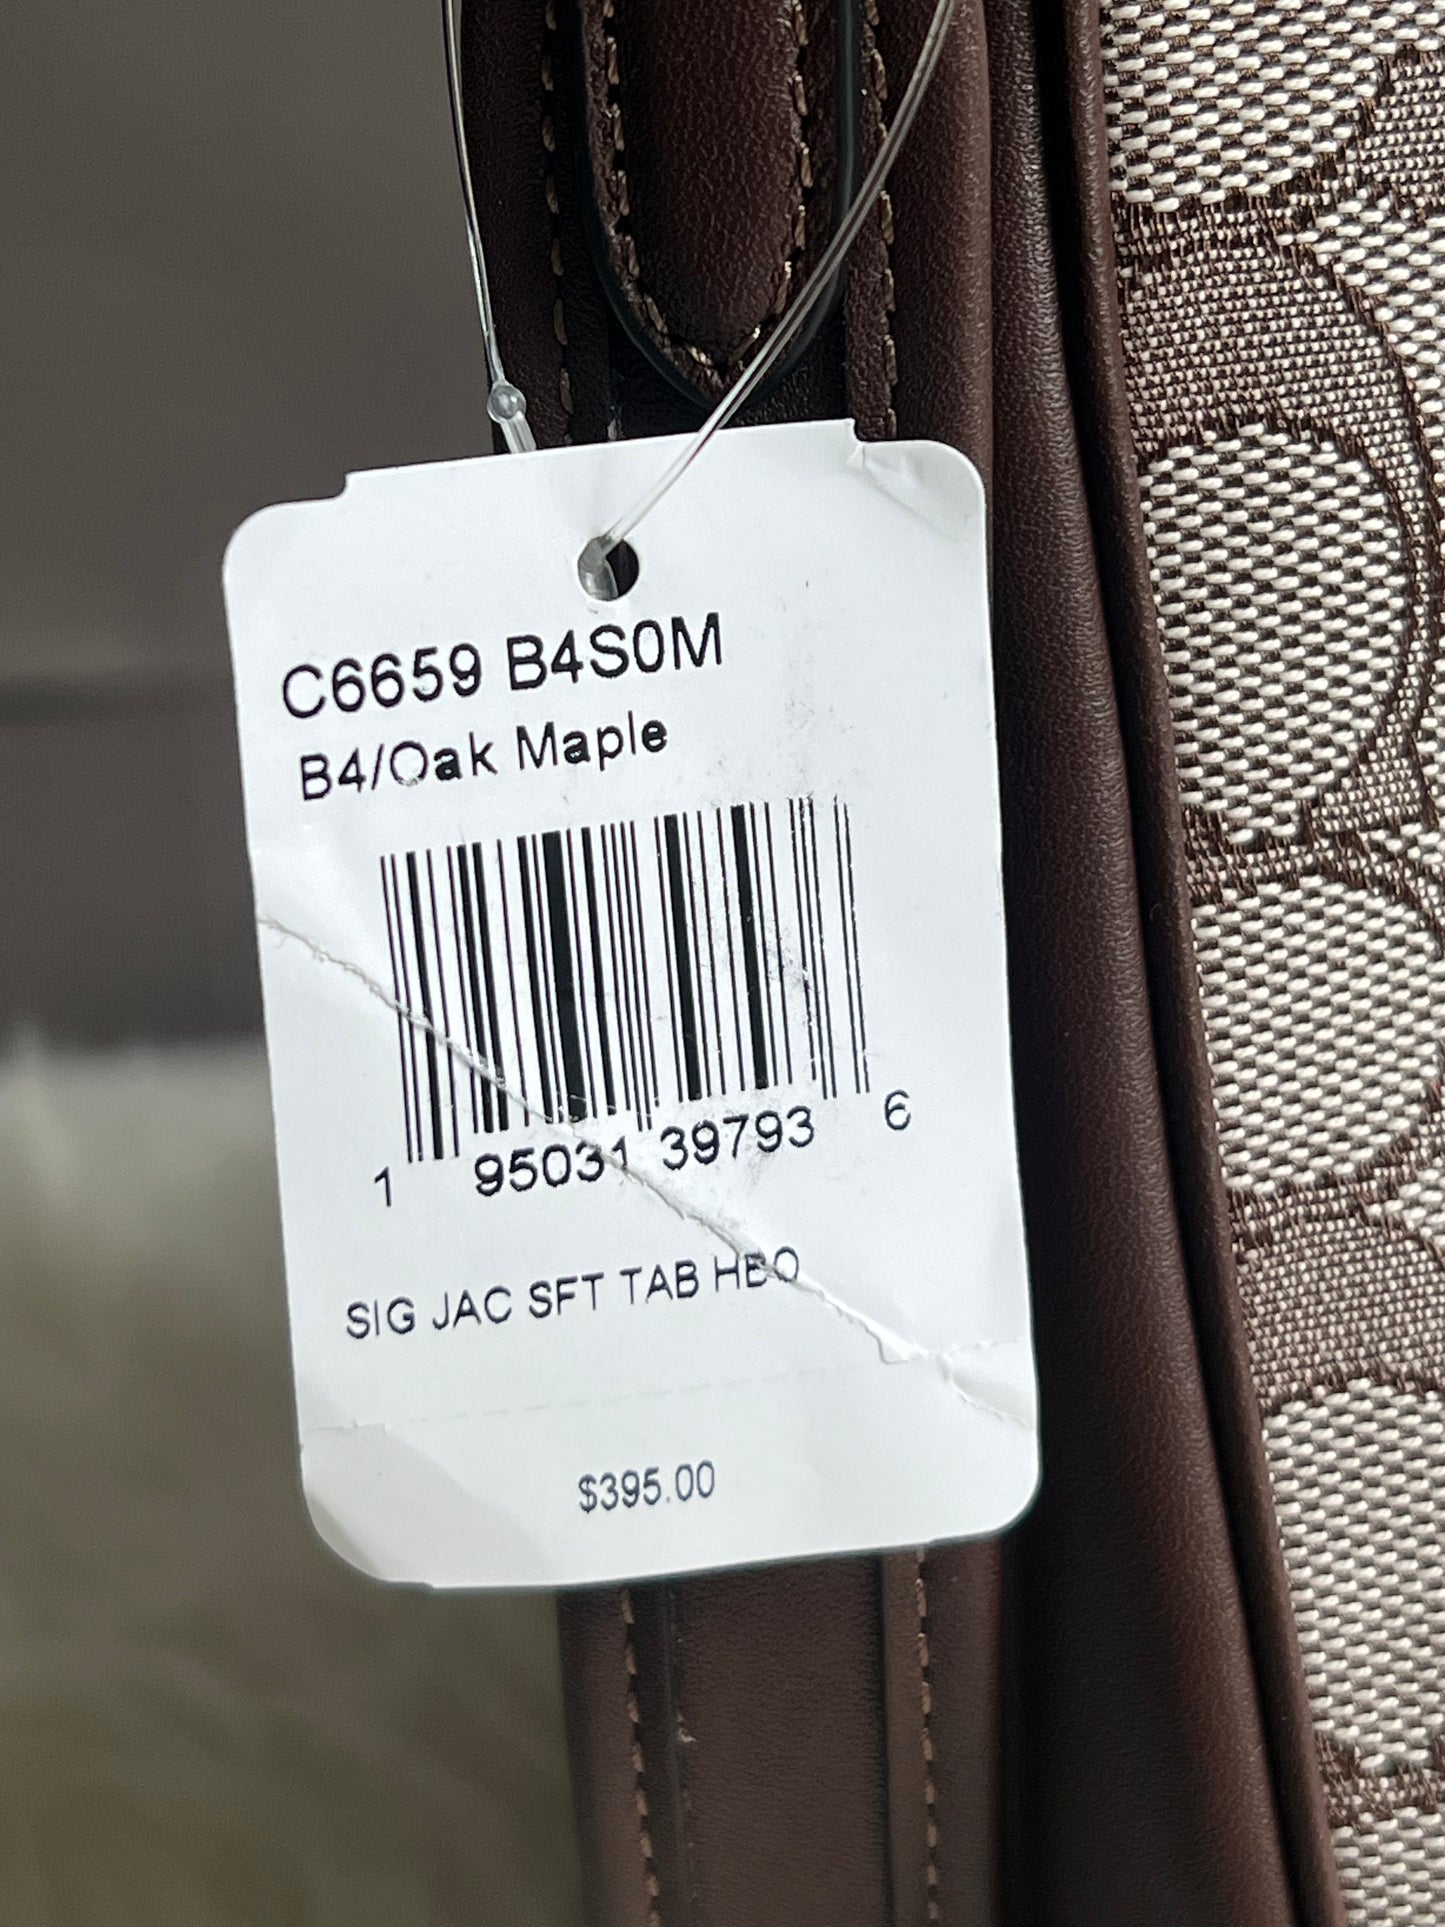 C6659 B4S0M
B4/Oak Maple
1 95031 39793 6
SIG JAC SFT TAB HBO
$395.00